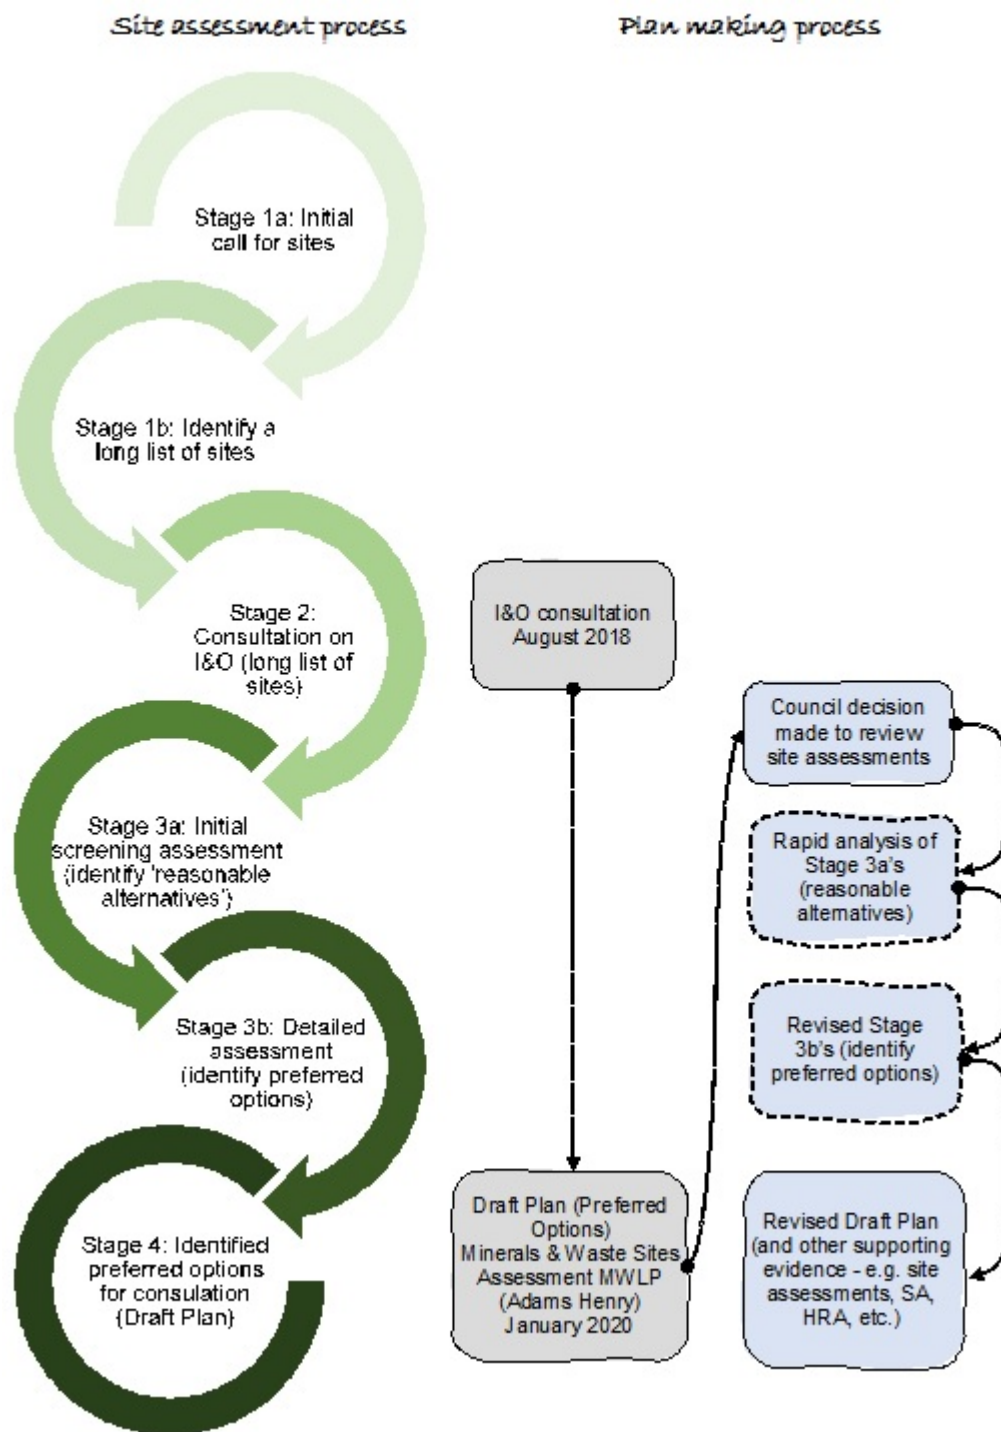 Site assessment process
Plan making process
Stage 1a: Initial
call for sites
Stage 1b: Identify a
long list of sites
Stage 2:
Consultation on
I&O (long list of
sites)
Stage 3a: Initial
screening assessment
(identify 'reasonable
alternatives')
Stage 3b: Detailed
assessment
(identify preferred
options)
Stage 4: Identified
preferred options
for consulation
(Draft Plan)
I&O consultation
August 2018
Draft Plan (Preferred
Options)
Minerals & Waste Sites
Assessment MWLP
(Adams Henry)
January 2020
Council decision
made to review
site assessments
Rapid analysis of
Stage 3a's
(reasonable
alternatives)
Revised Stage
3b's (identify
preferred options)
Revised Draft Plan
(and other supporting
evidence - e.g. site
assessments, SA,
HRA, etc.)